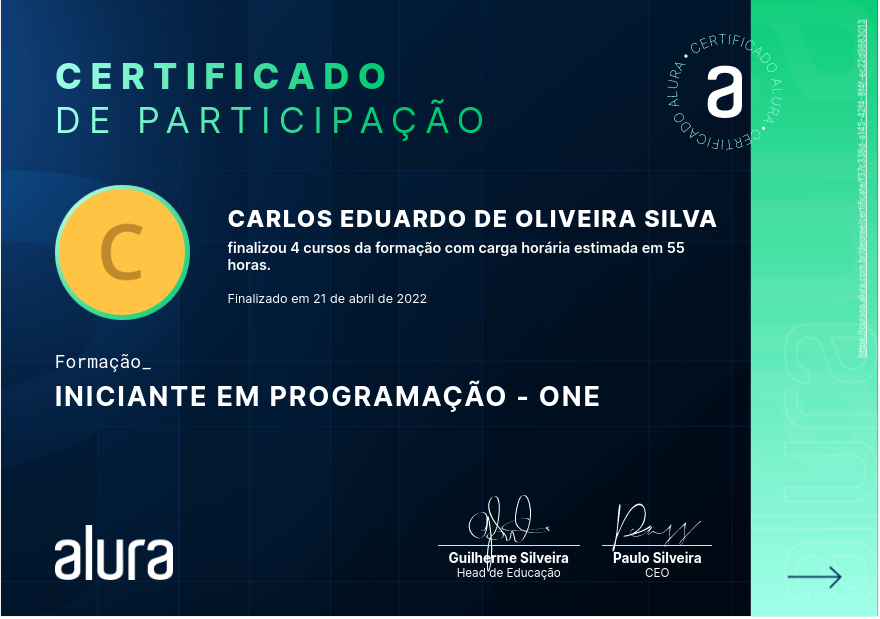 CERTIFICADO
DE PARTICIPAÇÃO
CERTIFICADO ALURA • CERTIFICADO ALURA •
a
C
CARLOS EDUARDO DE OLIVEIRA SILVA
finalizou 4 cursos da formação com carga horária estimada em 55
horas.
Finalizado em 21 de abril de 2022
Formação_
INICIANTE EM PROGRAMAÇÃO - ONE
alura
Guilherme Silveira
Head de Educação
Paulo Silveira
CEO
alura